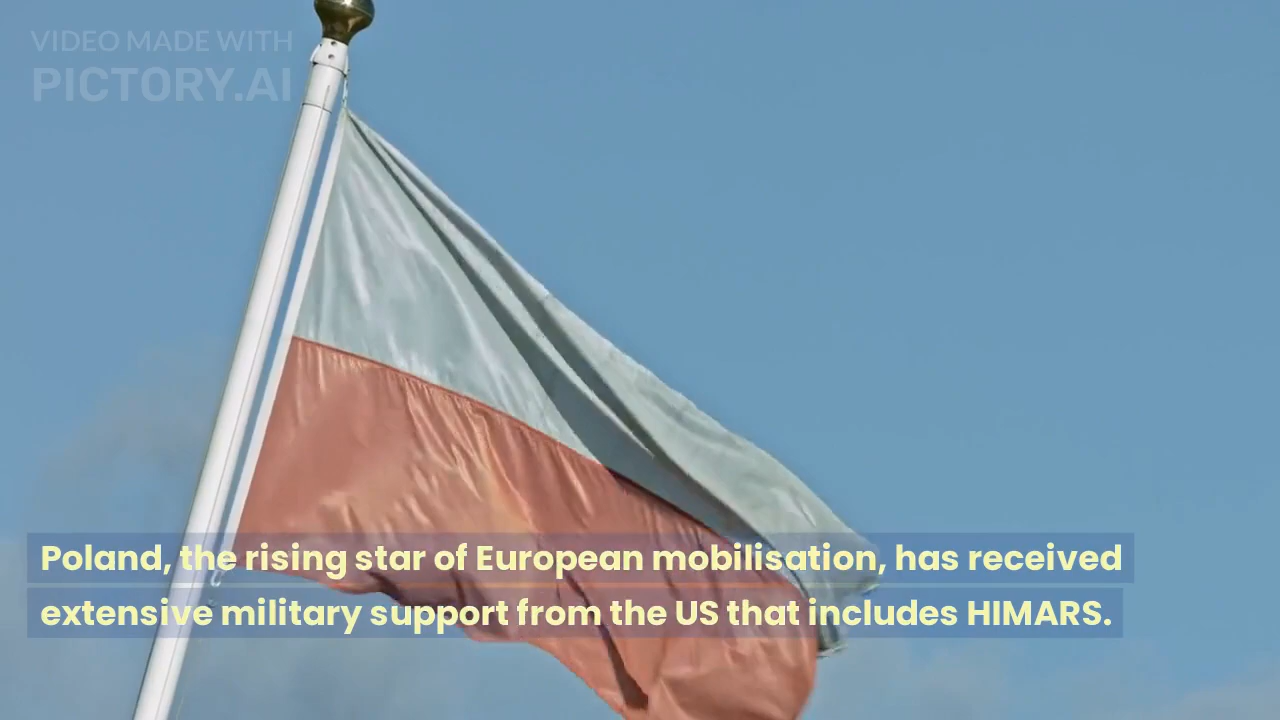 VIDEO MADE WITH
PICTORY.AI
Poland, the rising star of European mobilisation, has received
extensive military support from the US that includes HIMARS.